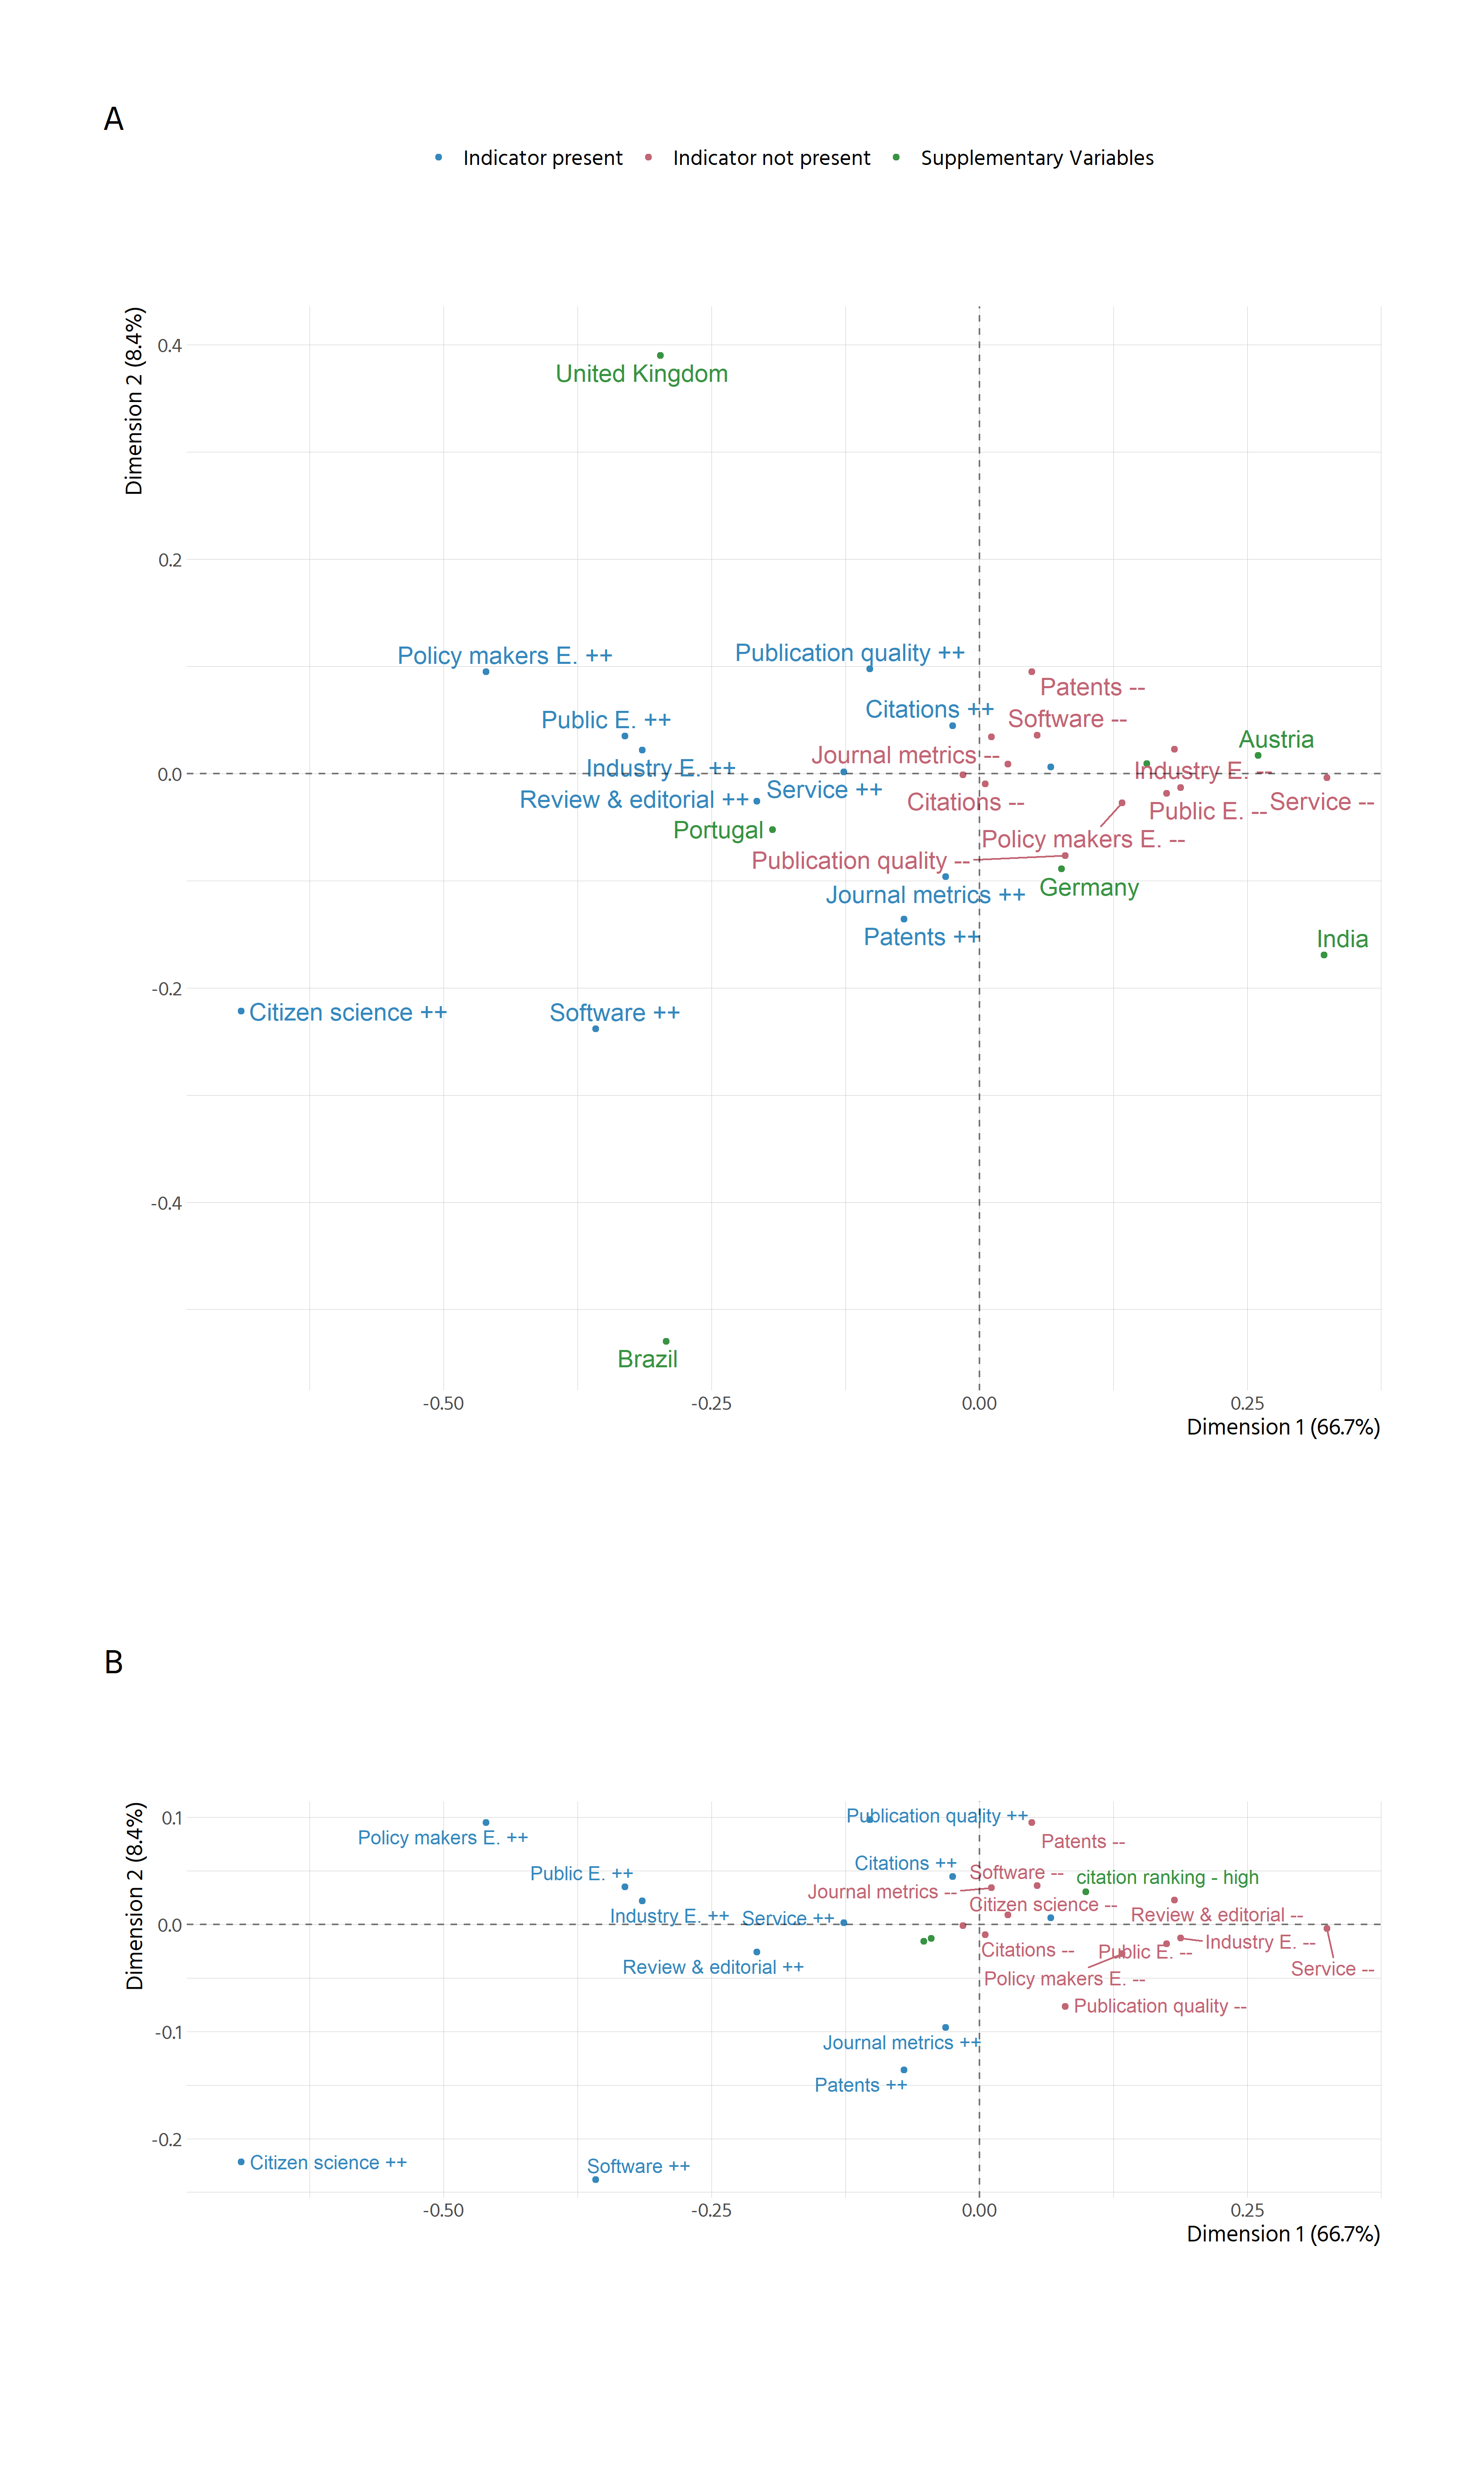 A
Indicator present Indicator not present Supplementary Variables
Dimension 2 (8.4%)
0.4
United Kingdom
0.2
Policy makers E. ++
Publication quality ++
Patents --
Citations ++
Public E. ++
Software --
Austria
Journal metrics --
0.0
Industry E. ++
Industry E. --
Service ++
Review & editorial ++
Citations --
Service --
Public E. --
Portugal
Policy makers E. --
Publication quality --
Germany
Journal metrics ++
Patents ++
India
-0.2
Citizen science ++
Software ++
-0.4
Brazil
-0.50 -0.25 0.00 0.25
Dimension 1 (66.7%)
B
Dimension 2 (8.4%)
0.1
Publication quality ++
Policy makers E. ++
Patents --
Citations ++
Public E. ++
Software --
citation ranking - high
Journal metrics --
Citizen science --
Industry E. ++
Service ++
Review & editorial --
0.0
Industry E. --
Citations --
Public E. --
Review & editorial ++
Service --
Policy makers E. --
Publication quality --
-0.1
Journal metrics ++
Patents ++
-0.2
Citizen science ++
Software ++
-0.50 -0.25 0.00 0.25
Dimension 1 (66.7%)